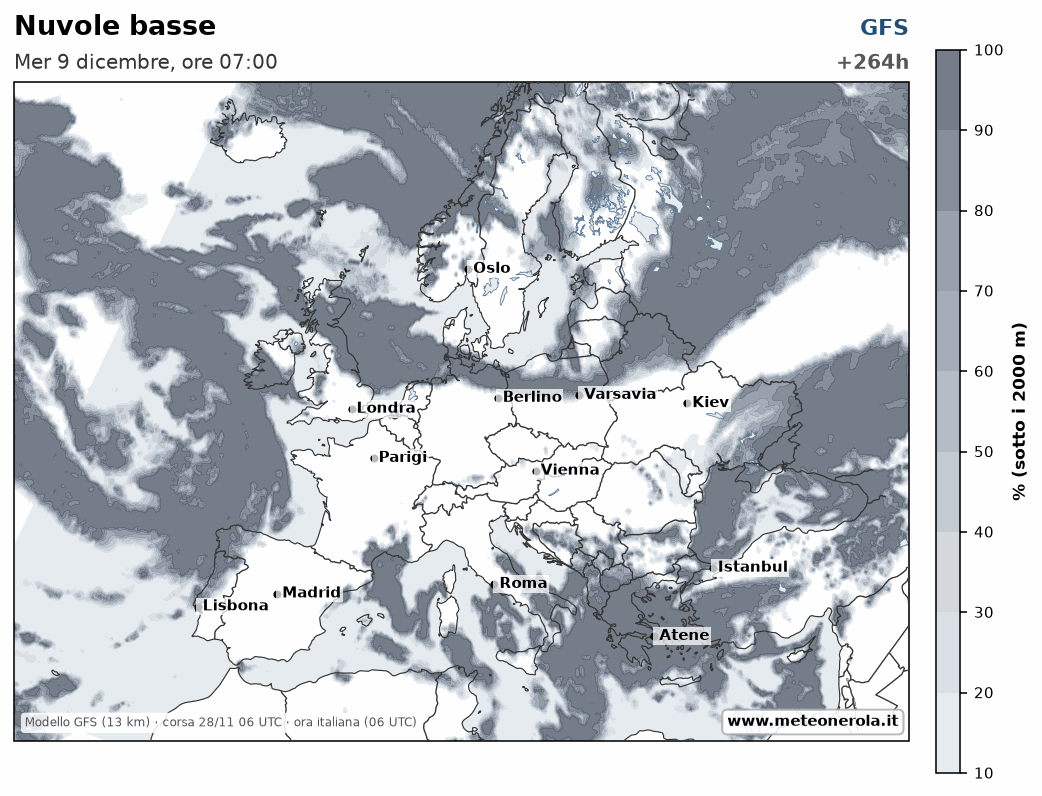 Nuvole basse
GFS
Mer 9 dicembre, ore 07:00
+264h
100
90
80
70
60
50
40
30
20
10
% (sotto i 2000 m)
Oslo
Berlino
Varsavia
Kiev
Londra
Parigi
Vienna
Istanbul
Roma
Madrid
Lisbona
Atene
Modello GFS (13 km) · corsa 28/11 06 UTC · ora italiana (06 UTC)
www.meteonerola.it